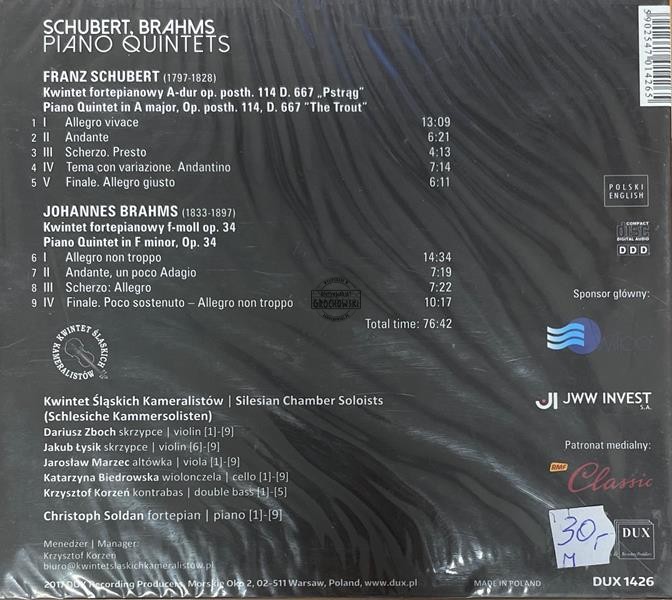 SCHUBERT, BRAHMS
PIANO QUINTETS
5902547014265
FRANZ SCHUBERT (1797-1828)
Kwintet fortepianowy A-dur op. posth. 114 D. 667 „Pstrąg”
Piano Quintet in A major, Op. posth. 114, D. 667 "The Trout"
1 I Allegro vivace 13:09
2 II Andante 6:21
3 III Scherzo. Presto 4:13
4 IV Tema con variazione. Andantino 7:14
5 V Finale. Allegro giusto 6:11
JOHANNES BRAHMS (1833-1897)
Kwintet fortepianowy f-moll op. 34
Piano Quintet in F minor, Op. 34
6 I Allegro non troppo 14:34
7 II Andante, un poco Adagio 7:19
8 III Scherzo: Allegro 7:22
9 IV Finale. Poco sostenuto – Allegro non troppo 10:17
Total time: 76:42
POLSKI
ENGLISH
COMPACT
disc
DIGITAL AUDIO
DDD
GROCHOWSKI
KWINTET ŚLĄSKICH KAMERALISTÓW
Kwintet Śląskich Kameralistów | Silesian Chamber Soloists
(Schlesiche Kammersolisten)
Dariusz Zboch skrzypce | violin [1]-[9]
Jakub Łysik skrzypce | violin [6]-[9]
Jarosław Marzec altówka | viola [1]-[9]
Katarzyna Biedrowska wiolonczela | cello [1]-[9]
Krzysztof Korzeń kontrabas | double bass [1]-[5]
Christoph Soldan fortepian | piano [1]-[9]
Menedżer | Manager:
Krzysztof Korzeń
biuro@kwintetslaskichkameralistow.pl
2017 DUX Recording Producers, Morskie Oko 2, 02-511 Warsaw, Poland, www.dux.pl
MADE IN POLAND
Sponsor główny:
JWW INVEST
S.A.
Patronat medialny:
RMF
Classic
30,-
M
DUX
Recording Producers
DUX 1426